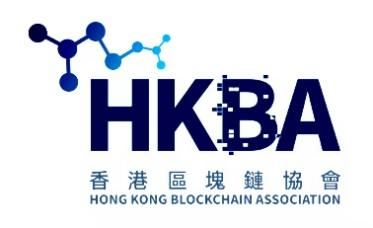 HKBA
香港區塊鏈協會
HONG KONG BLOCKCHAIN ASSOCIATION